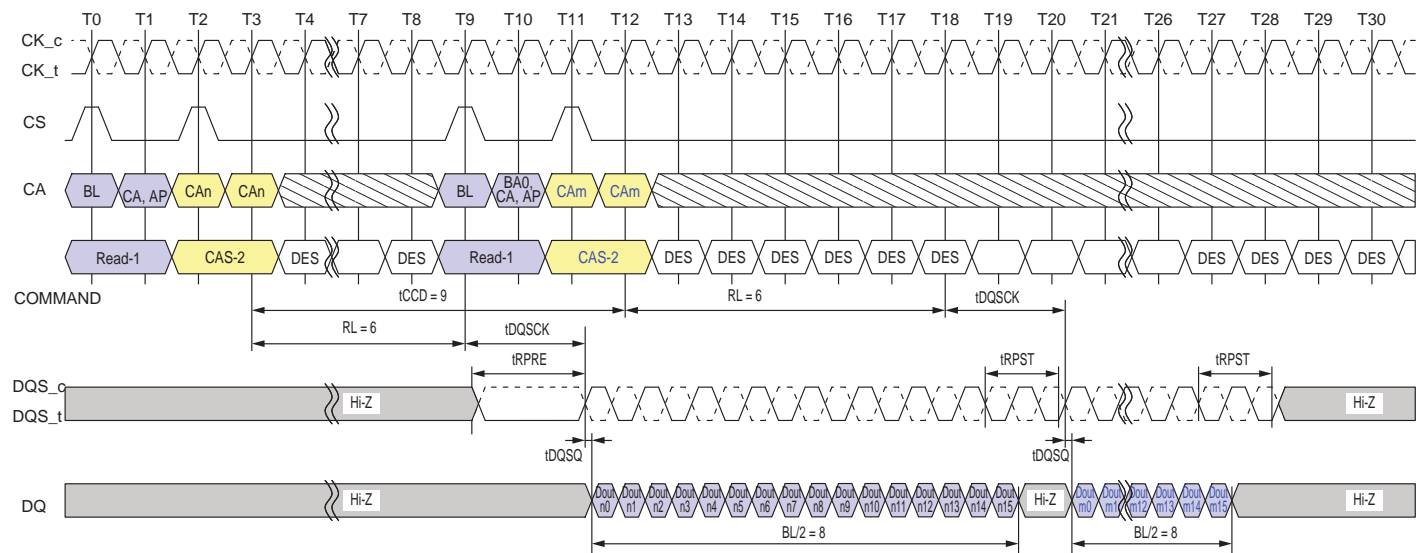 T0 T1 T2 T3 T4 T7 T8 T9 T10 T11 T12 T13 T14 T15 T16 T17 T18 T19 T20 T21 T26 T27 T28 T29 T30
CK_c
CK_t
CS
CA BL CA, AP CAn CAn BL BA0, CA, AP CAm CAm
Read-1 CAS-2 DES DES Read-1 CAS-2 DES DES DES DES DES DES DES DES DES DES
COMMAND
tCCD = 9 RL = 6 tDQSCK
RL = 6 tDQSCK
tRPRE tRPST tRPST
DQS_c
DQS_t
Hi-Z Hi-Z
tDQSQ tDQSQ
DQ Hi-Z Dout n0 Dout n1 Dout n2 Dout n3 Dout n4 Dout n5 Dout n6 Dout n7 Dout n8 Dout n9 Dout n10 Dout n11 Dout n12 Dout n13 Dout n14 Dout n15 Hi-Z Dout m0 Dout m1 Dout m12 Dout m13 Dout m14 Dout m15 Hi-Z
BL/2 = 8 BL/2 = 8